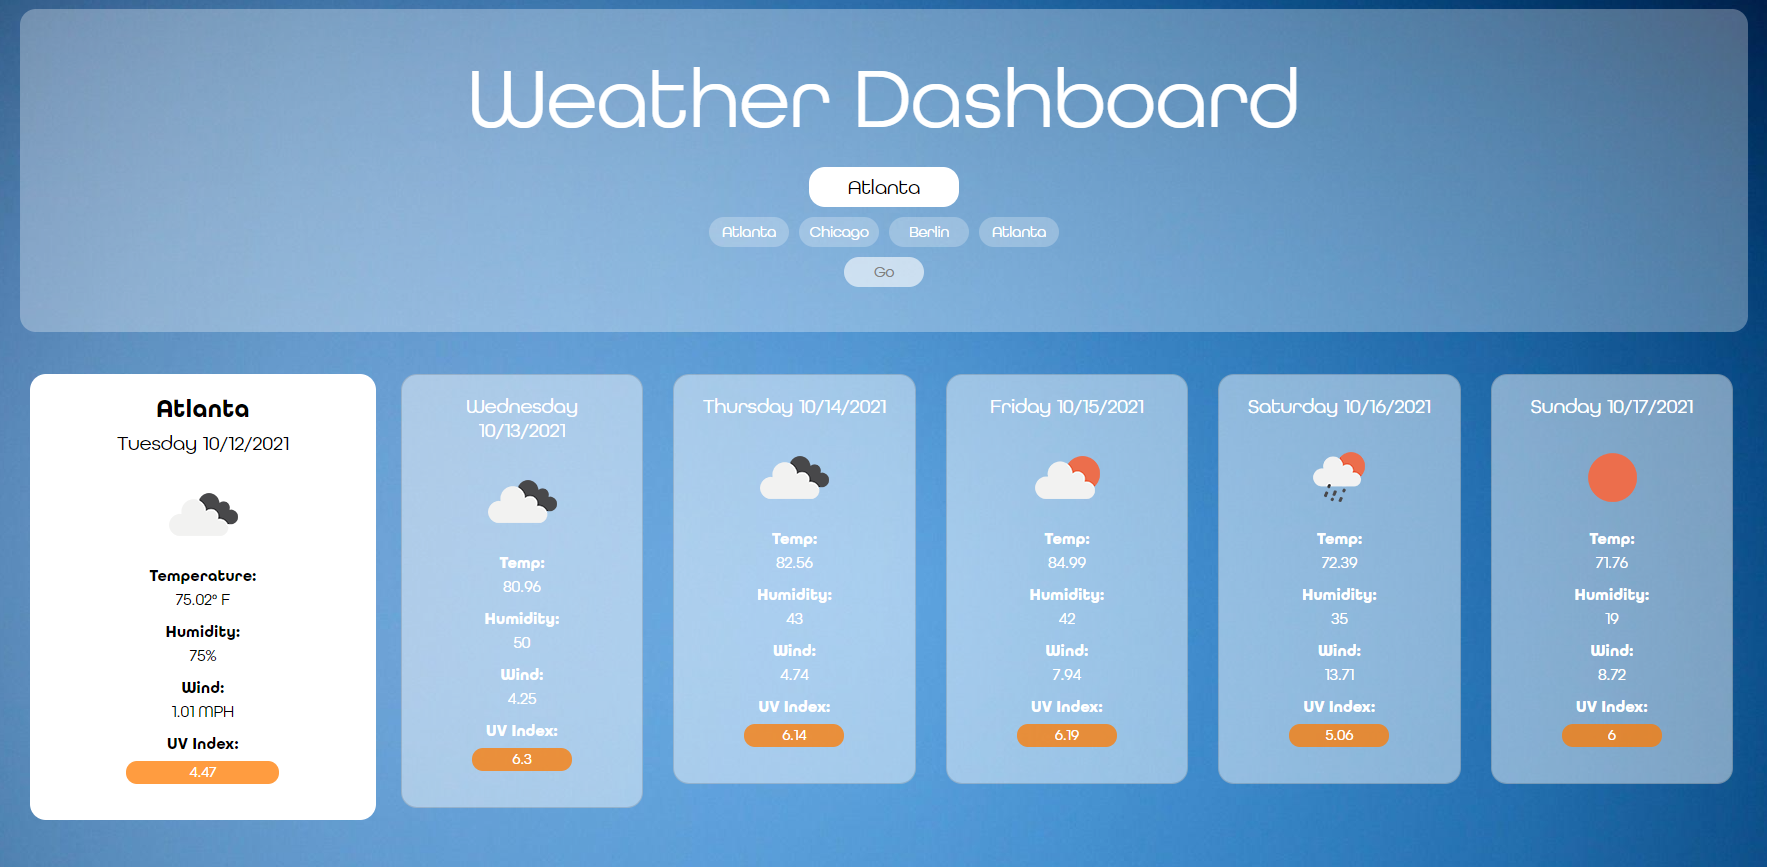 Weather Dashboard
Atlanta
Atlanta Chicago Berlin Atlanta
Go
Atlanta
Tuesday 10/12/2021
Temperature:
75.02° F
Humidity:
75%
Wind:
1.01 MPH
UV Index:
4.47
Wednesday
10/13/2021
Temp:
80.96
Humidity:
50
Wind:
4.25
UV Index:
6.3
Thursday 10/14/2021
Temp:
82.56
Humidity:
43
Wind:
4.74
UV Index:
6.14
Friday 10/15/2021
Temp:
84.99
Humidity:
42
Wind:
7.94
UV Index:
6.19
Saturday 10/16/2021
Temp:
72.39
Humidity:
35
Wind:
13.71
UV Index:
5.06
Sunday 10/17/2021
Temp:
71.76
Humidity:
19
Wind:
8.72
UV Index:
6